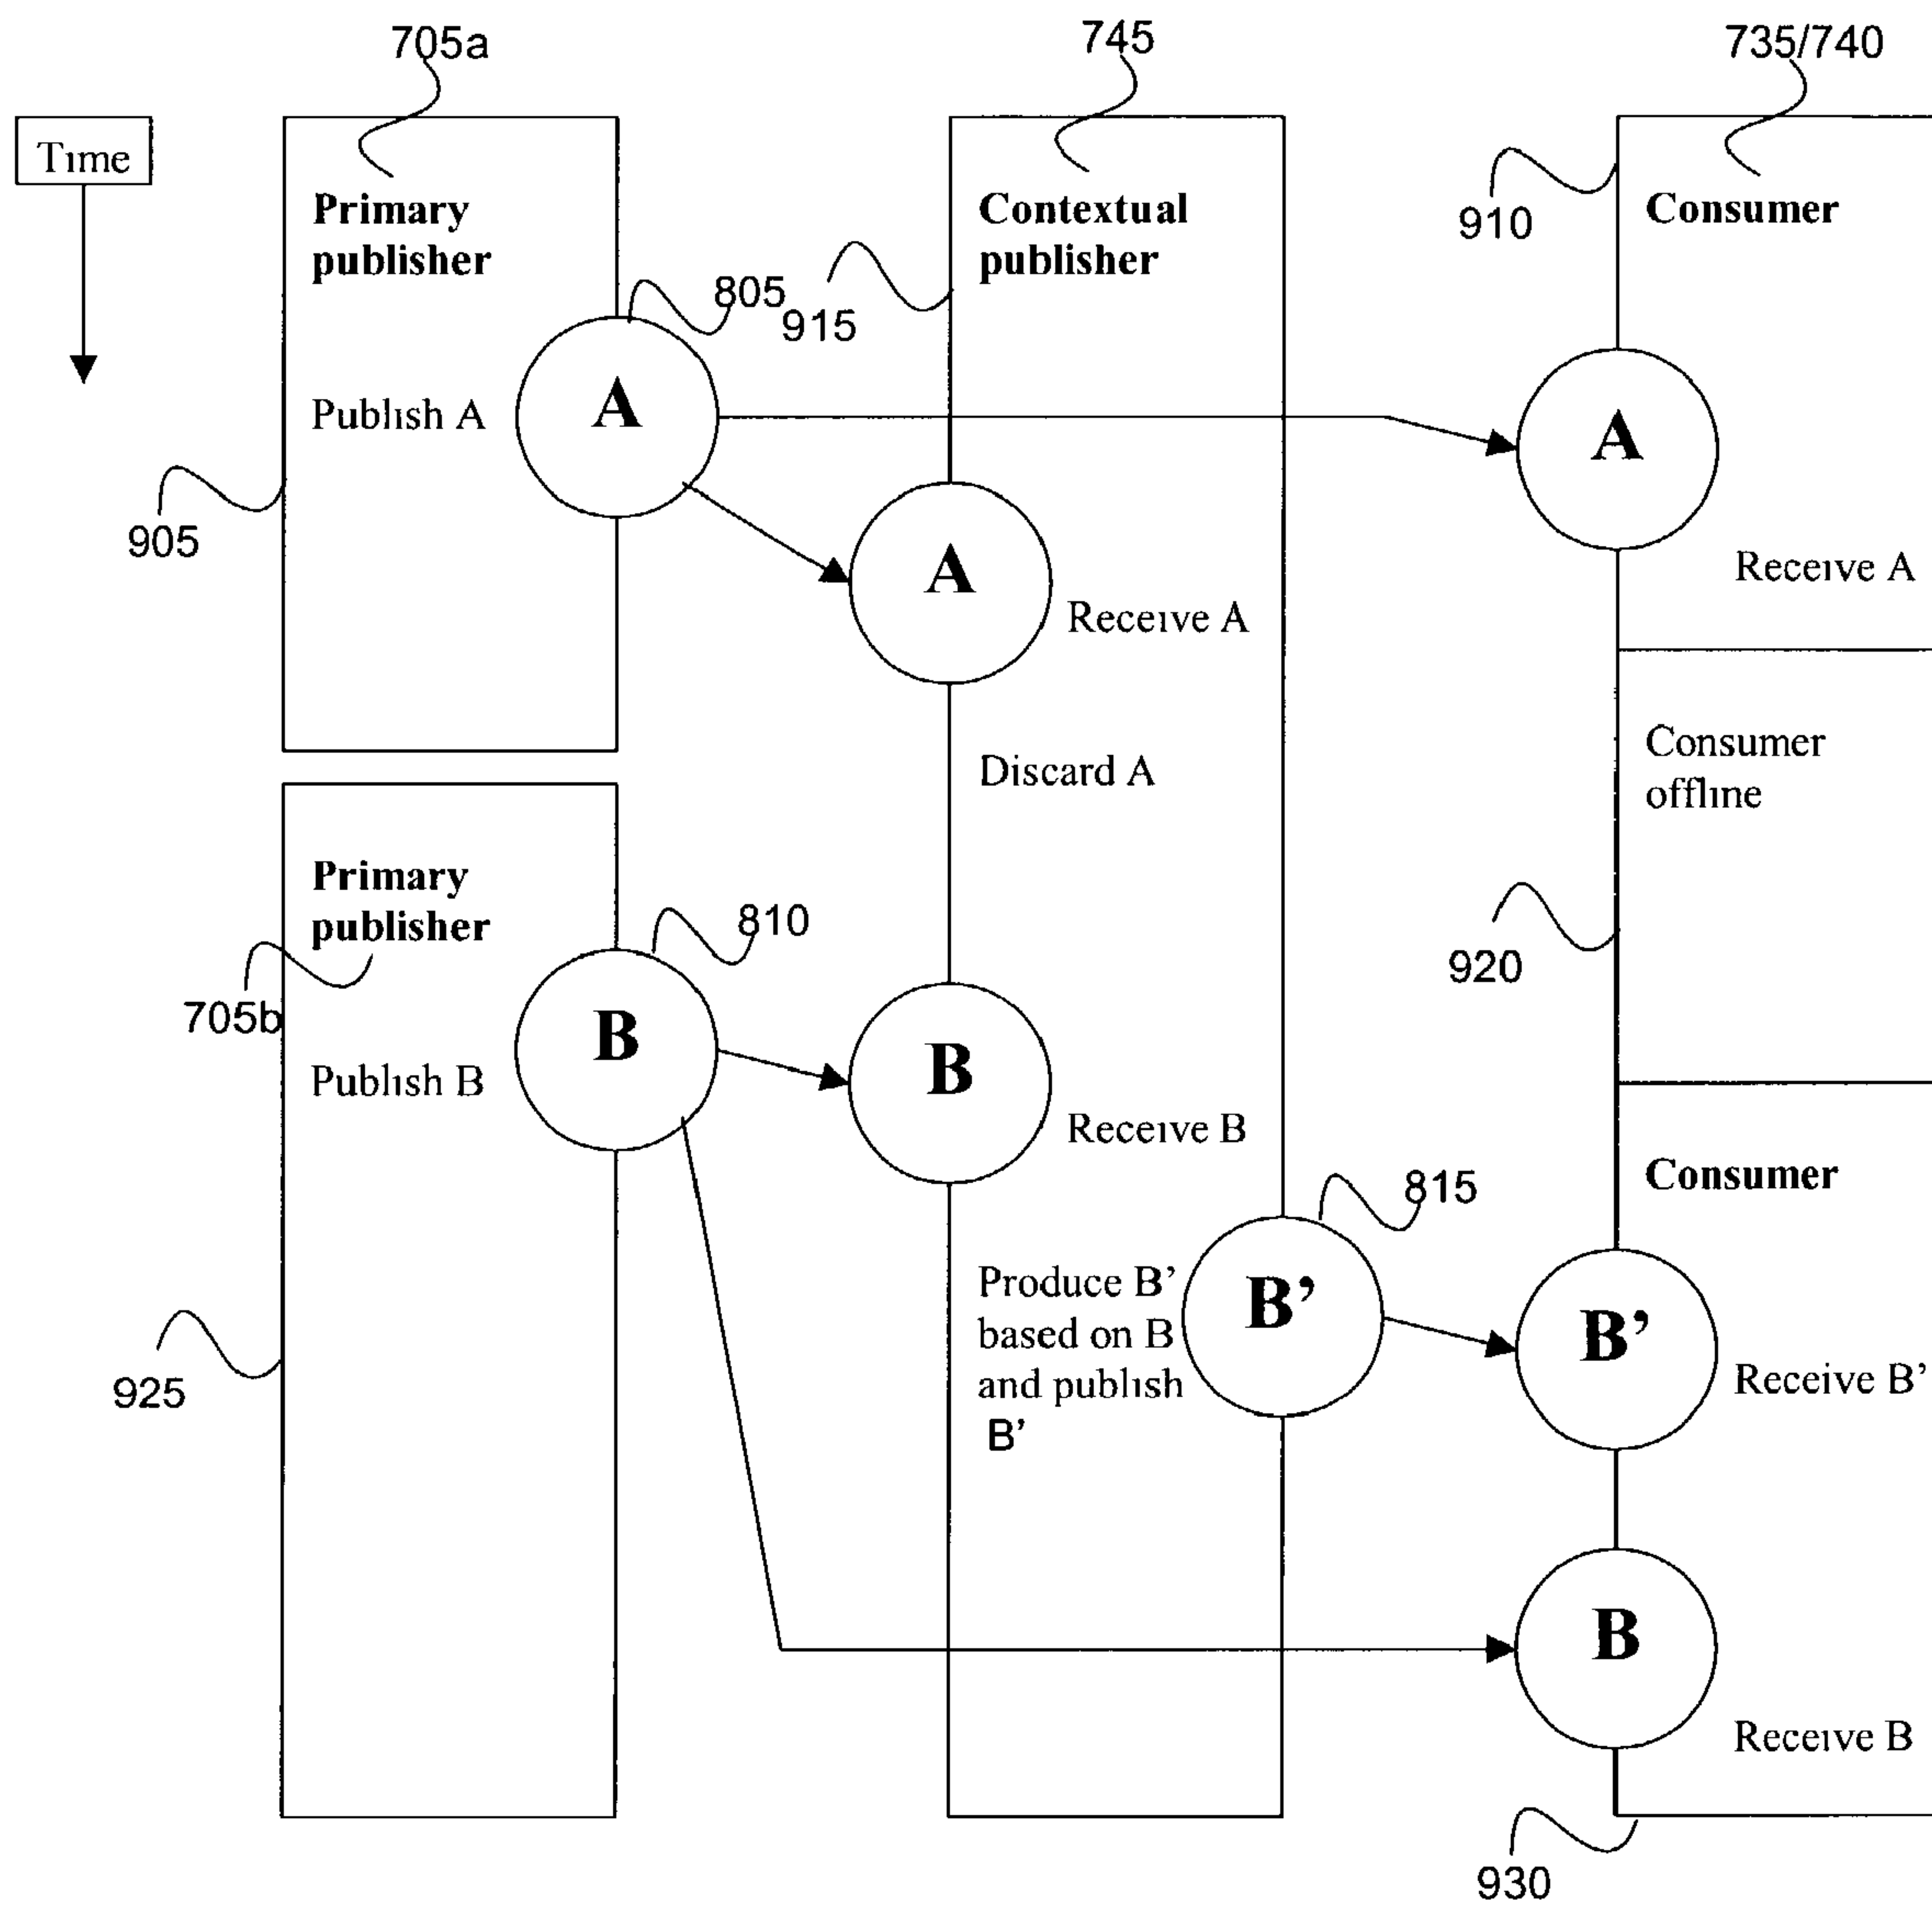 705a
745
735/740
Time
Primary
publisher
Contextual
publisher
Consumer
910
805
915
Publish A
A
A
905
A
Receive A
Receive A
Discard A
Consumer
offline
Primary
publisher
810
705b
920
B
B
Publish B
Receive B
Consumer
815
Produce B’
based on B
and publish
B’
B’
B’
Receive B’
925
B
Receive B
930